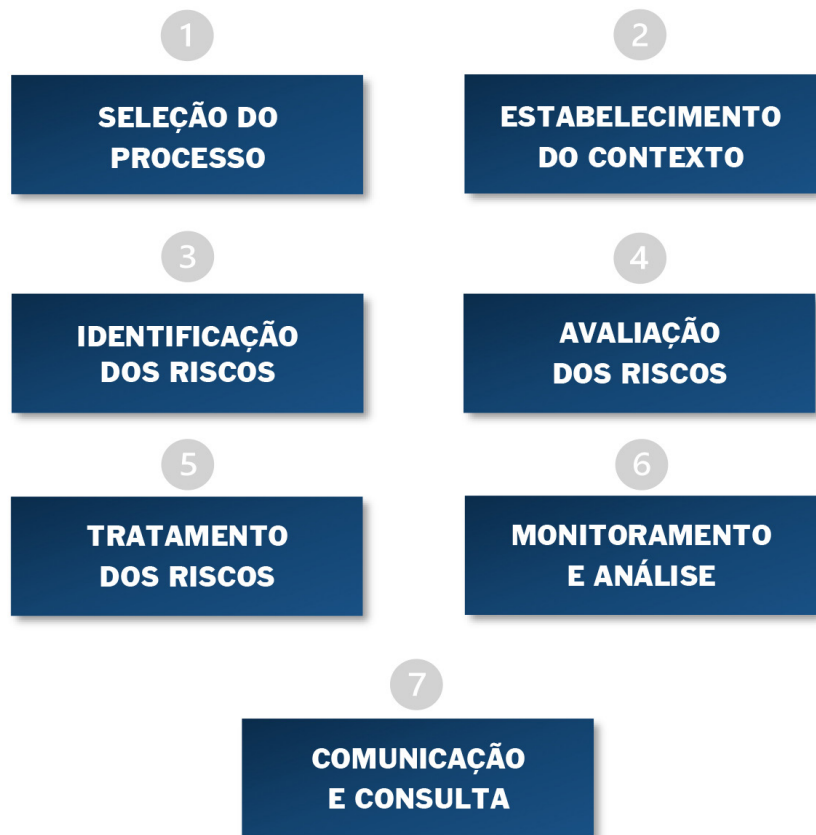 1
SELEÇÃO DO
PROCESSO
2
ESTABELECIMENTO
DO CONTEXTO
3
IDENTIFICAÇÃO
DOS RISCOS
4
AVALIAÇÃO
DOS RISCOS
5
TRATAMENTO
DOS RISCOS
6
MONITORAMENTO
E ANÁLISE
7
COMUNICAÇÃO
E CONSULTA